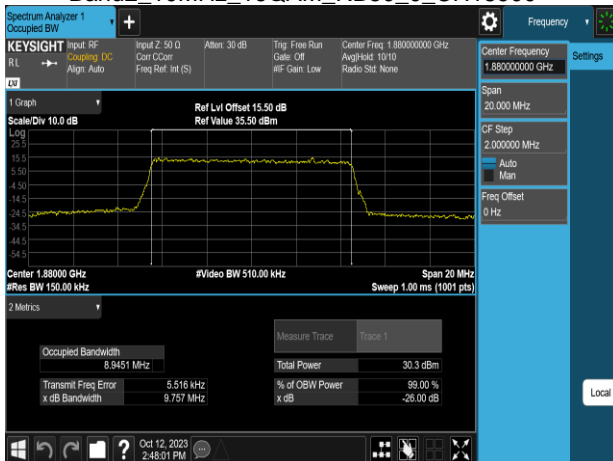 Spectrum Analyzer 1
Occupied BW
Frequency
KEYSIGHT
RL
LXI
Input: RF
Coupling: DC
Align: Auto
Input Z: 50 Ω
Corr CCorr
Freq Ref: Int (S)
Atten: 30 dB
Trig: Free Run
Gate: Off
#IF Gain: Low
Center Freq: 1.880000000 GHz
Avg|Hold: 10/10
Radio Std: None
Center Frequency
1.880000000 GHz
Settings
Span
20.000 MHz
CF Step
2.000000 MHz
Auto
Man
Freq Offset
0 Hz
1 Graph
Scale/Div 10.0 dB
Ref Lvl Offset 15.50 dB
Ref Value 35.50 dBm
Log
25.5
15.5
5.50
-4.50
-14.5
-24.5
-34.5
-44.5
-54.5
Center 1.88000 GHz
#Video BW 510.00 kHz
Span 20 MHz
#Res BW 150.00 kHz
Sweep 1.00 ms (1001 pts)
2 Metrics
Measure Trace
Trace 1
Occupied Bandwidth
8.9451 MHz
Total Power
30.3 dBm
Transmit Freq Error
5.516 kHz
% of OBW Power
99.00 %
x dB Bandwidth
9.757 MHz
x dB
-26.00 dB
Local
Oct 12, 2023
2:48:01 PM